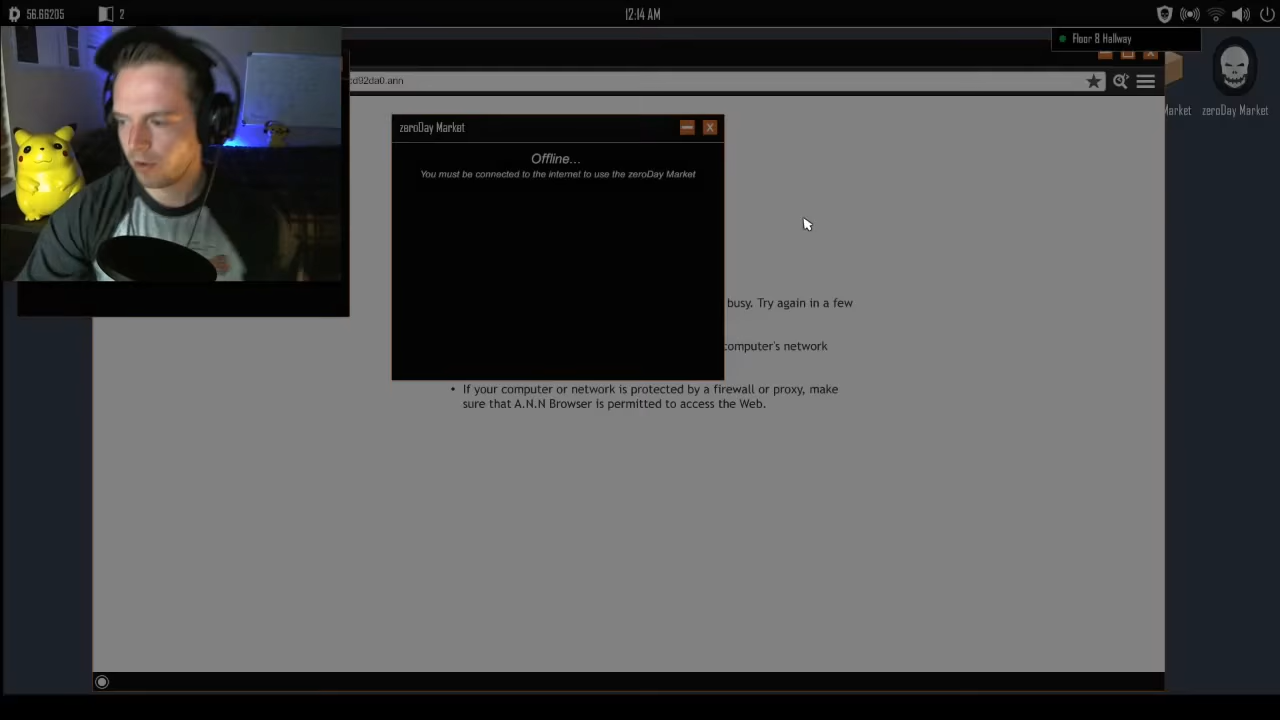 56.66205
2
12:14 AM
Floor 8 Hallway
cd92da0.ann
Market
zeroDay Market
zeroDay Market
Offline...
You must be connected to the internet to use the zeroDay Market
busy. Try again in a few
computer's network
• If your computer or network is protected by a firewall or proxy, make
sure that A.N.N Browser is permitted to access the Web.